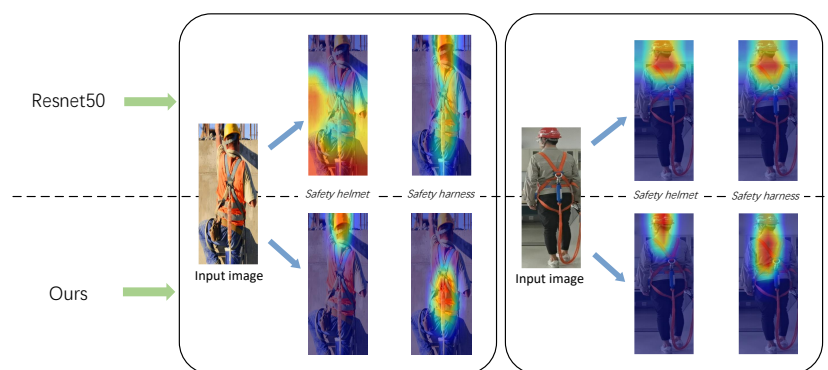 Resnet50
Safety helmet
Safety harness
Safety helmet
Safety harness
Input image
Input image
Ours